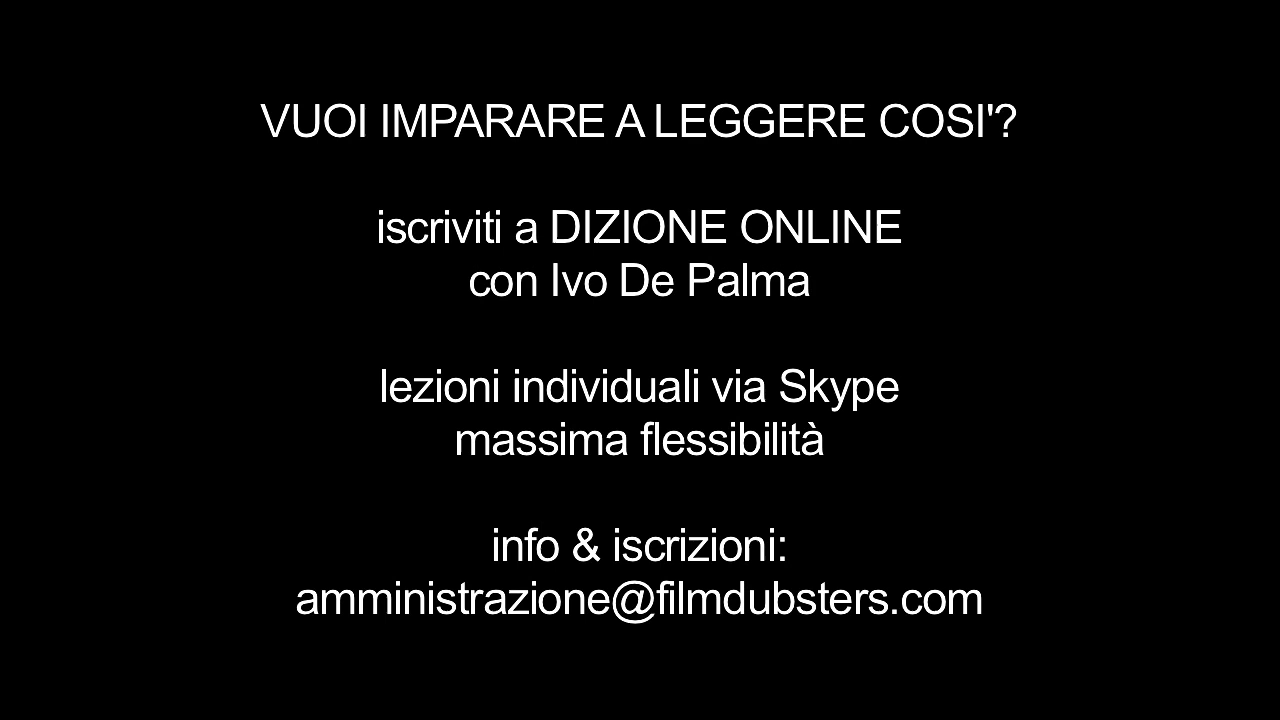 VUOI IMPARARE A LEGGERE COSI'?
iscriviti a DIZIONE ONLINE
con Ivo De Palma
lezioni individuali via Skype
massima flessibilità
info & iscrizioni:
amministrazione@filmdubsters.com